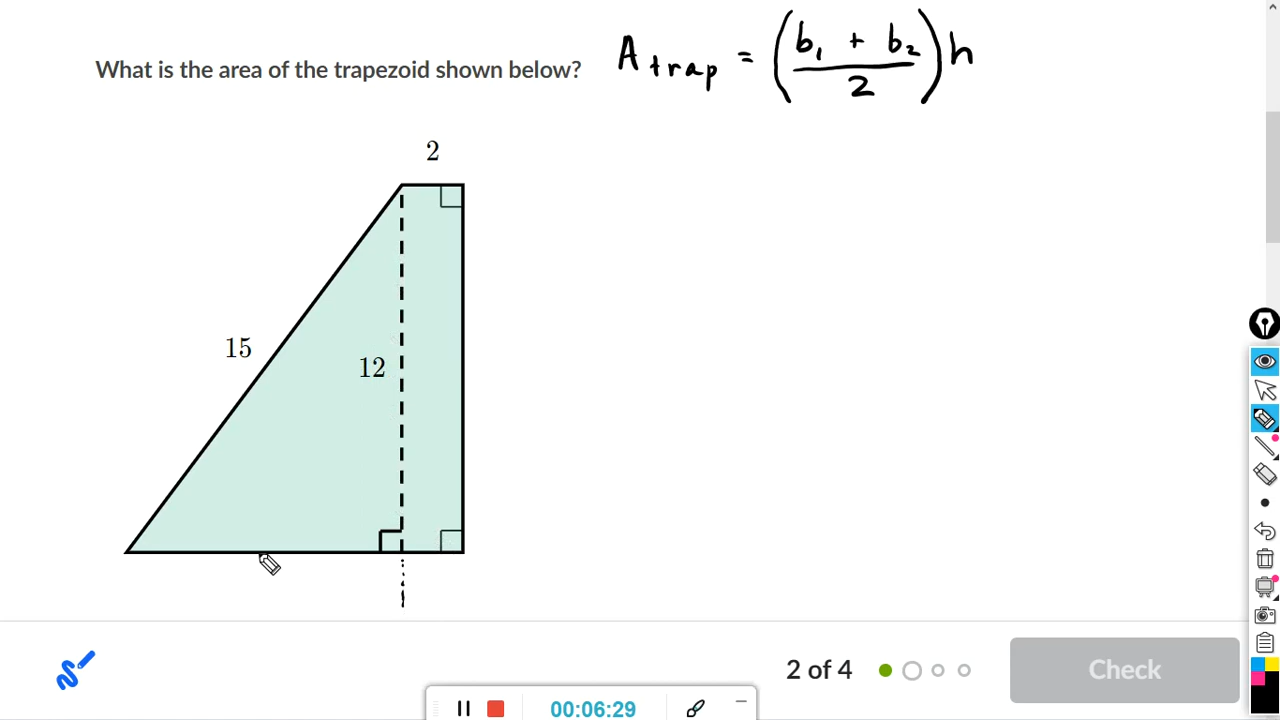 What is the area of the trapezoid shown below?
A trap = (b₁ + b₂ / 2) h
2
15
12
2 of 4
Check
00:06:29